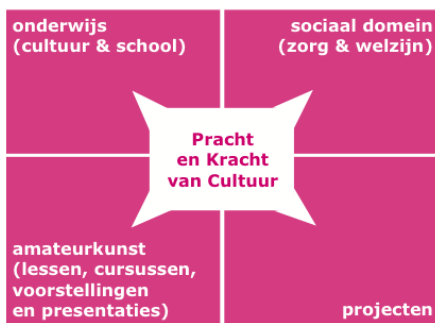 onderwijs
(cultuur & school)
sociaal domein
(zorg & welzijn)
Pracht
en Kracht
van Cultuur
amateurkunst
(lessen, cursussen,
voorstellingen
en presentaties)
projecten